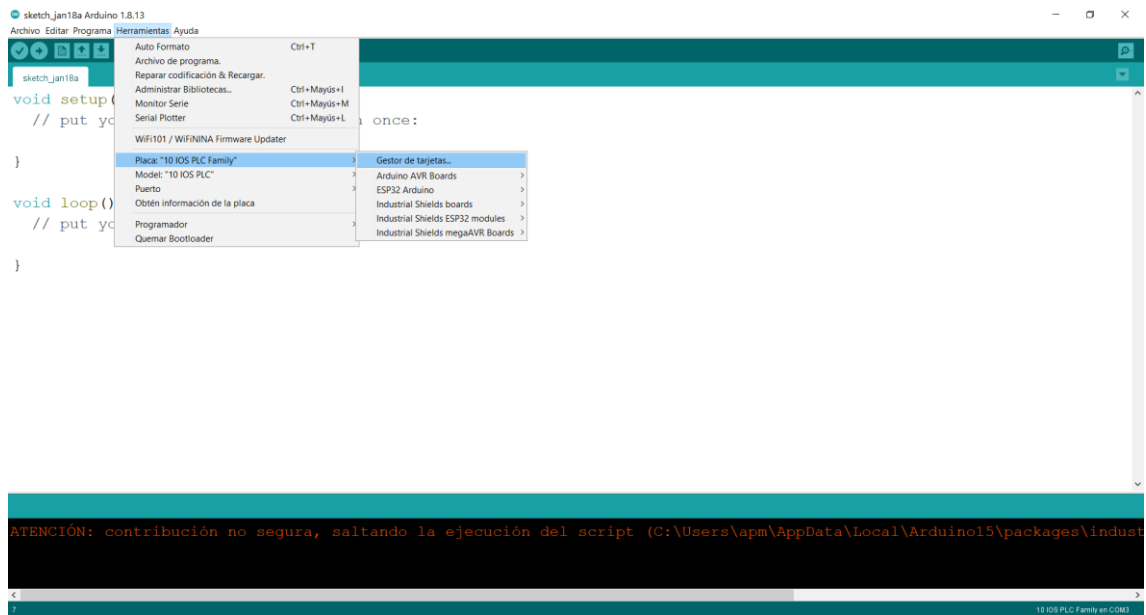 sketch_jan18a Arduino 1.8.13
Archivo Editar Programa Herramientas Ayuda
sketch_jan18a
Auto Formato Ctrl+T
Archivo de programa.
Reparar codificación & Recargar.
Administrar Bibliotecas.. Ctrl+Mayús+I
Monitor Serie Ctrl+Mayús+M
Serial Plotter Ctrl+Mayús+L
WiFi101 / WiFiNINA Firmware Updater
Placa: "10 IOS PLC Family"
Model: "10 IOS PLC"
Puerto
Obtén información de la placa
Programador
Quemar Bootloader
Gestor de tarjetas...
Arduino AVR Boards
ESP32 Arduino
Industrial Shields boards
Industrial Shields ESP32 modules
Industrial Shields megaAVR Boards
void setup(
// put yo
once:
}
void loop()
// put yo
}
ATENCIÓN: contribución no segura, saltando la ejecución del script (C:\Users\apm\AppData\Local\Arduino15\packages\indust
7
10 IOS PLC Family en COM3